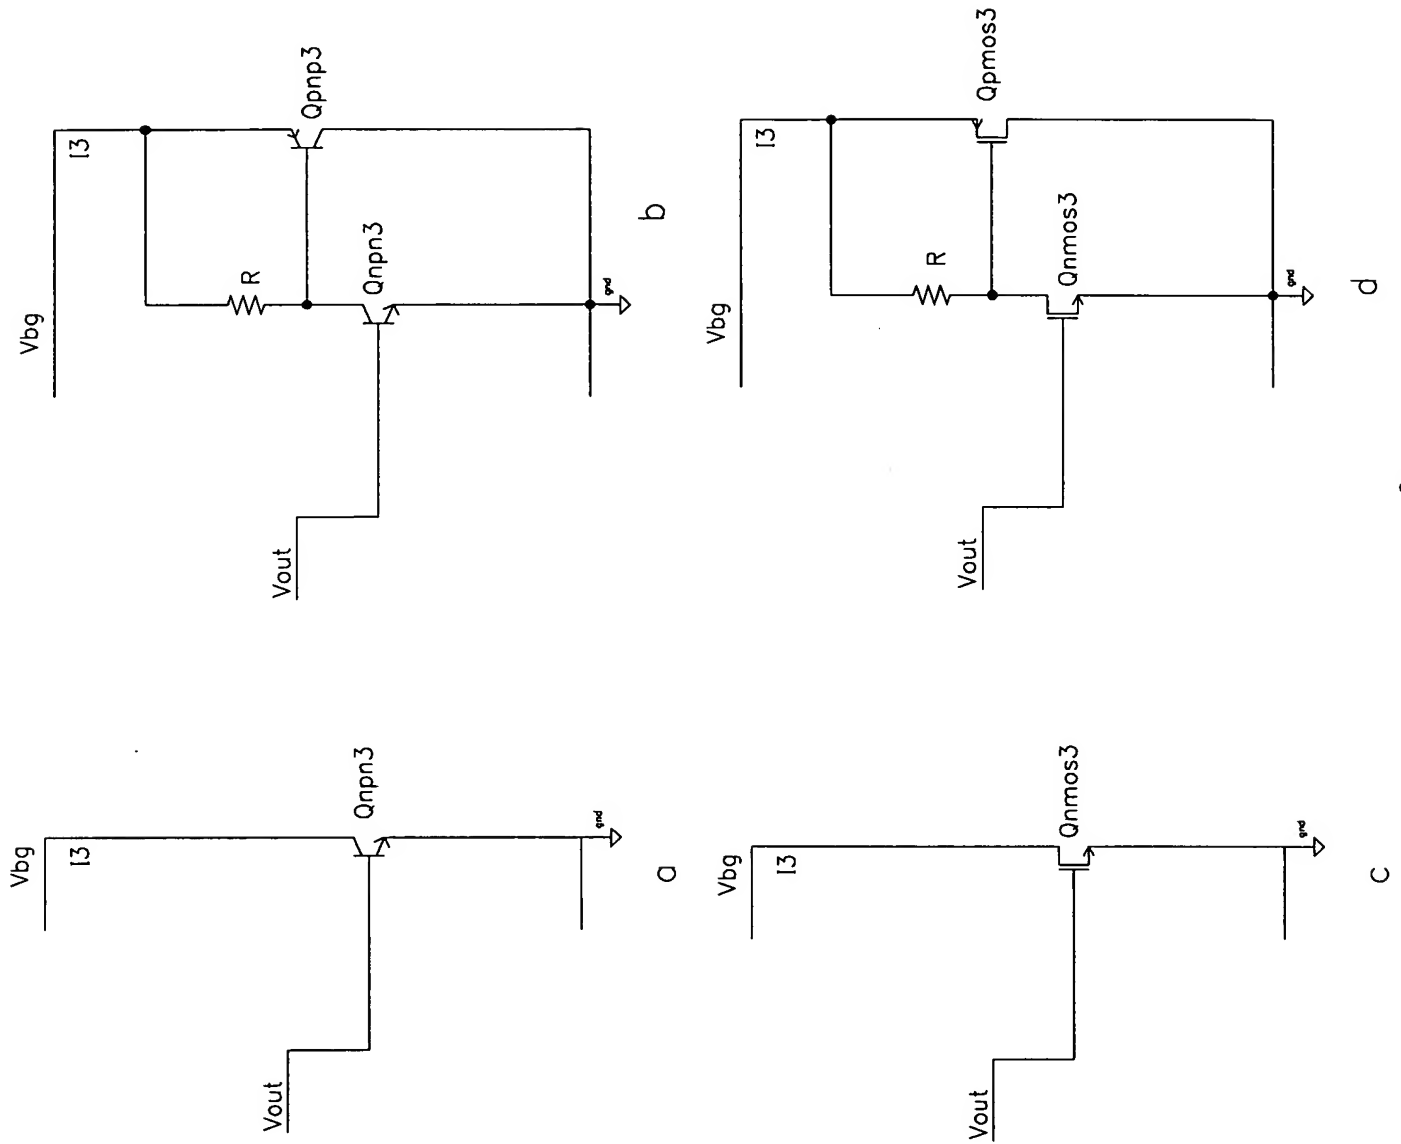 Vbg
I3
Qpnp3
R
Qnpn3
Vout
gnd
b
Vbg
I3
Qpmos3
R
Qnmos3
Vout
gnd
d
Vbg
I3
Qnpn3
Vout
gnd
a
Vbg
I3
Qnmos3
Vout
gnd
c